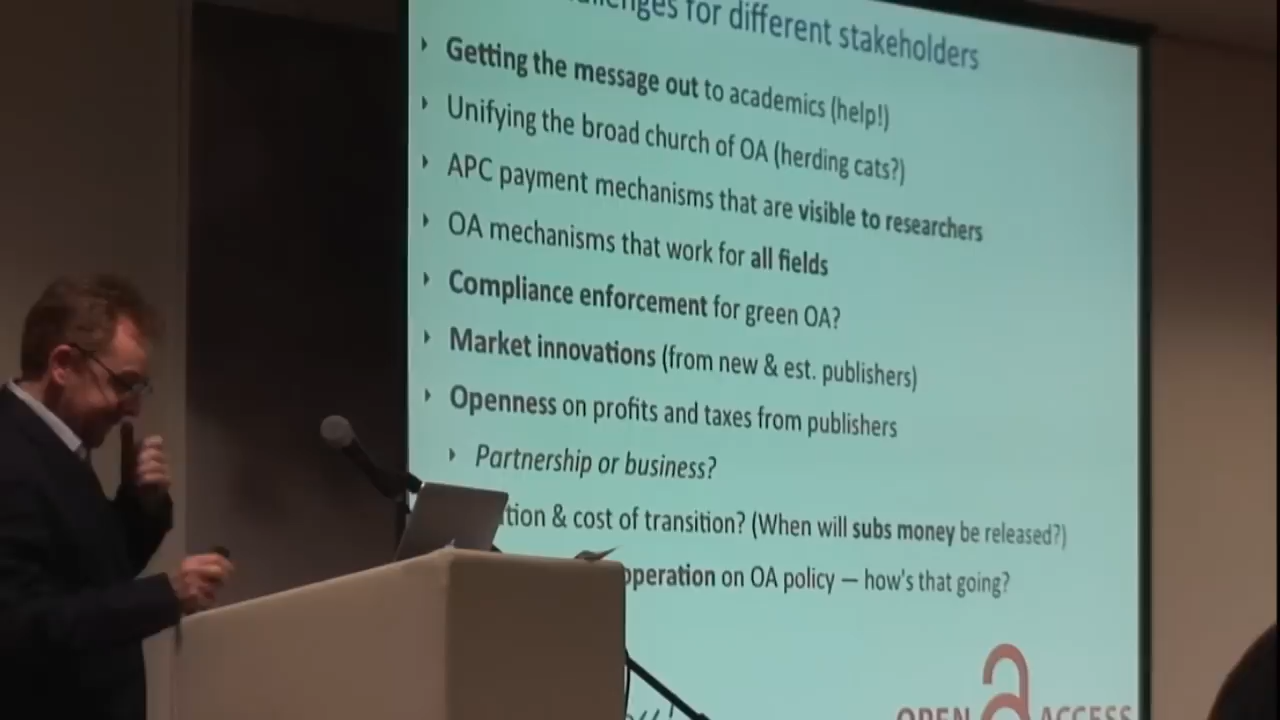 for different stakeholders
Getting the message out to academics (help!)
Unifying the broad church of OA (herding cats?)
APC payment mechanisms that are visible to researchers
OA mechanisms that work for all fields
Compliance enforcement for green OA?
Market innovations (from new & est. publishers)
Openness on profits and taxes from publishers
Partnership or business?
& cost of transition? (When will subs money be released?)
on OA policy — how's that going?
OPEN ACCESS